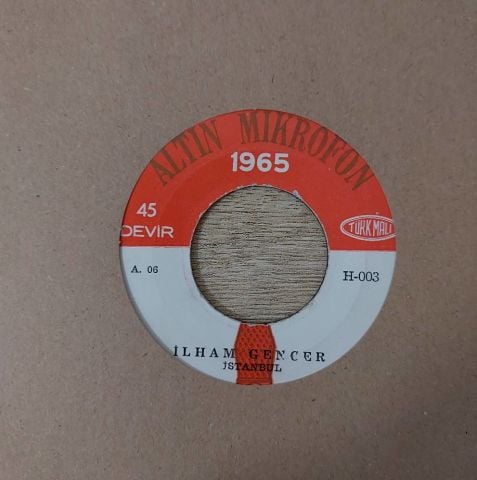 ALTIN MİKROFON
1965
45
DEVİR
TÜRK MALI
A. 06
H-003
İLHAM GENCER
İSTANBUL